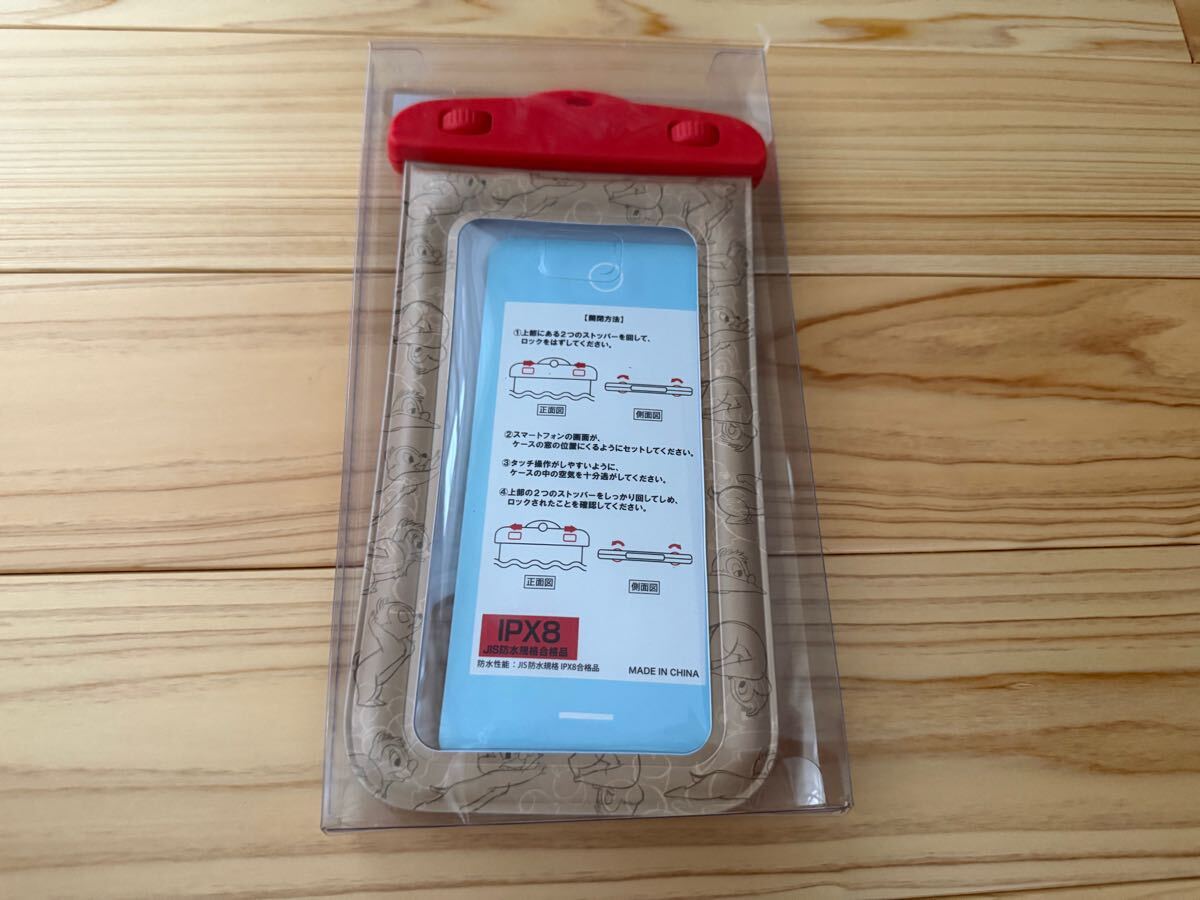 【開閉方法】
①上部にある2つのストッパーを回して、
ロックをはずしてください。
正面図
側面図
②スマートフォンの画面が、
ケースの窓の位置にくるようにセットしてください。
③タッチ操作がしやすいように、
ケースの中の空気を十分逃がしてください。
④上部の2つのストッパーをしっかり回してしめ、
ロックされたことを確認してください。
正面図
側面図
IPX8
JIS防水規格合格品
防水性能：JIS防水規格 IPX8合格品
MADE IN CHINA